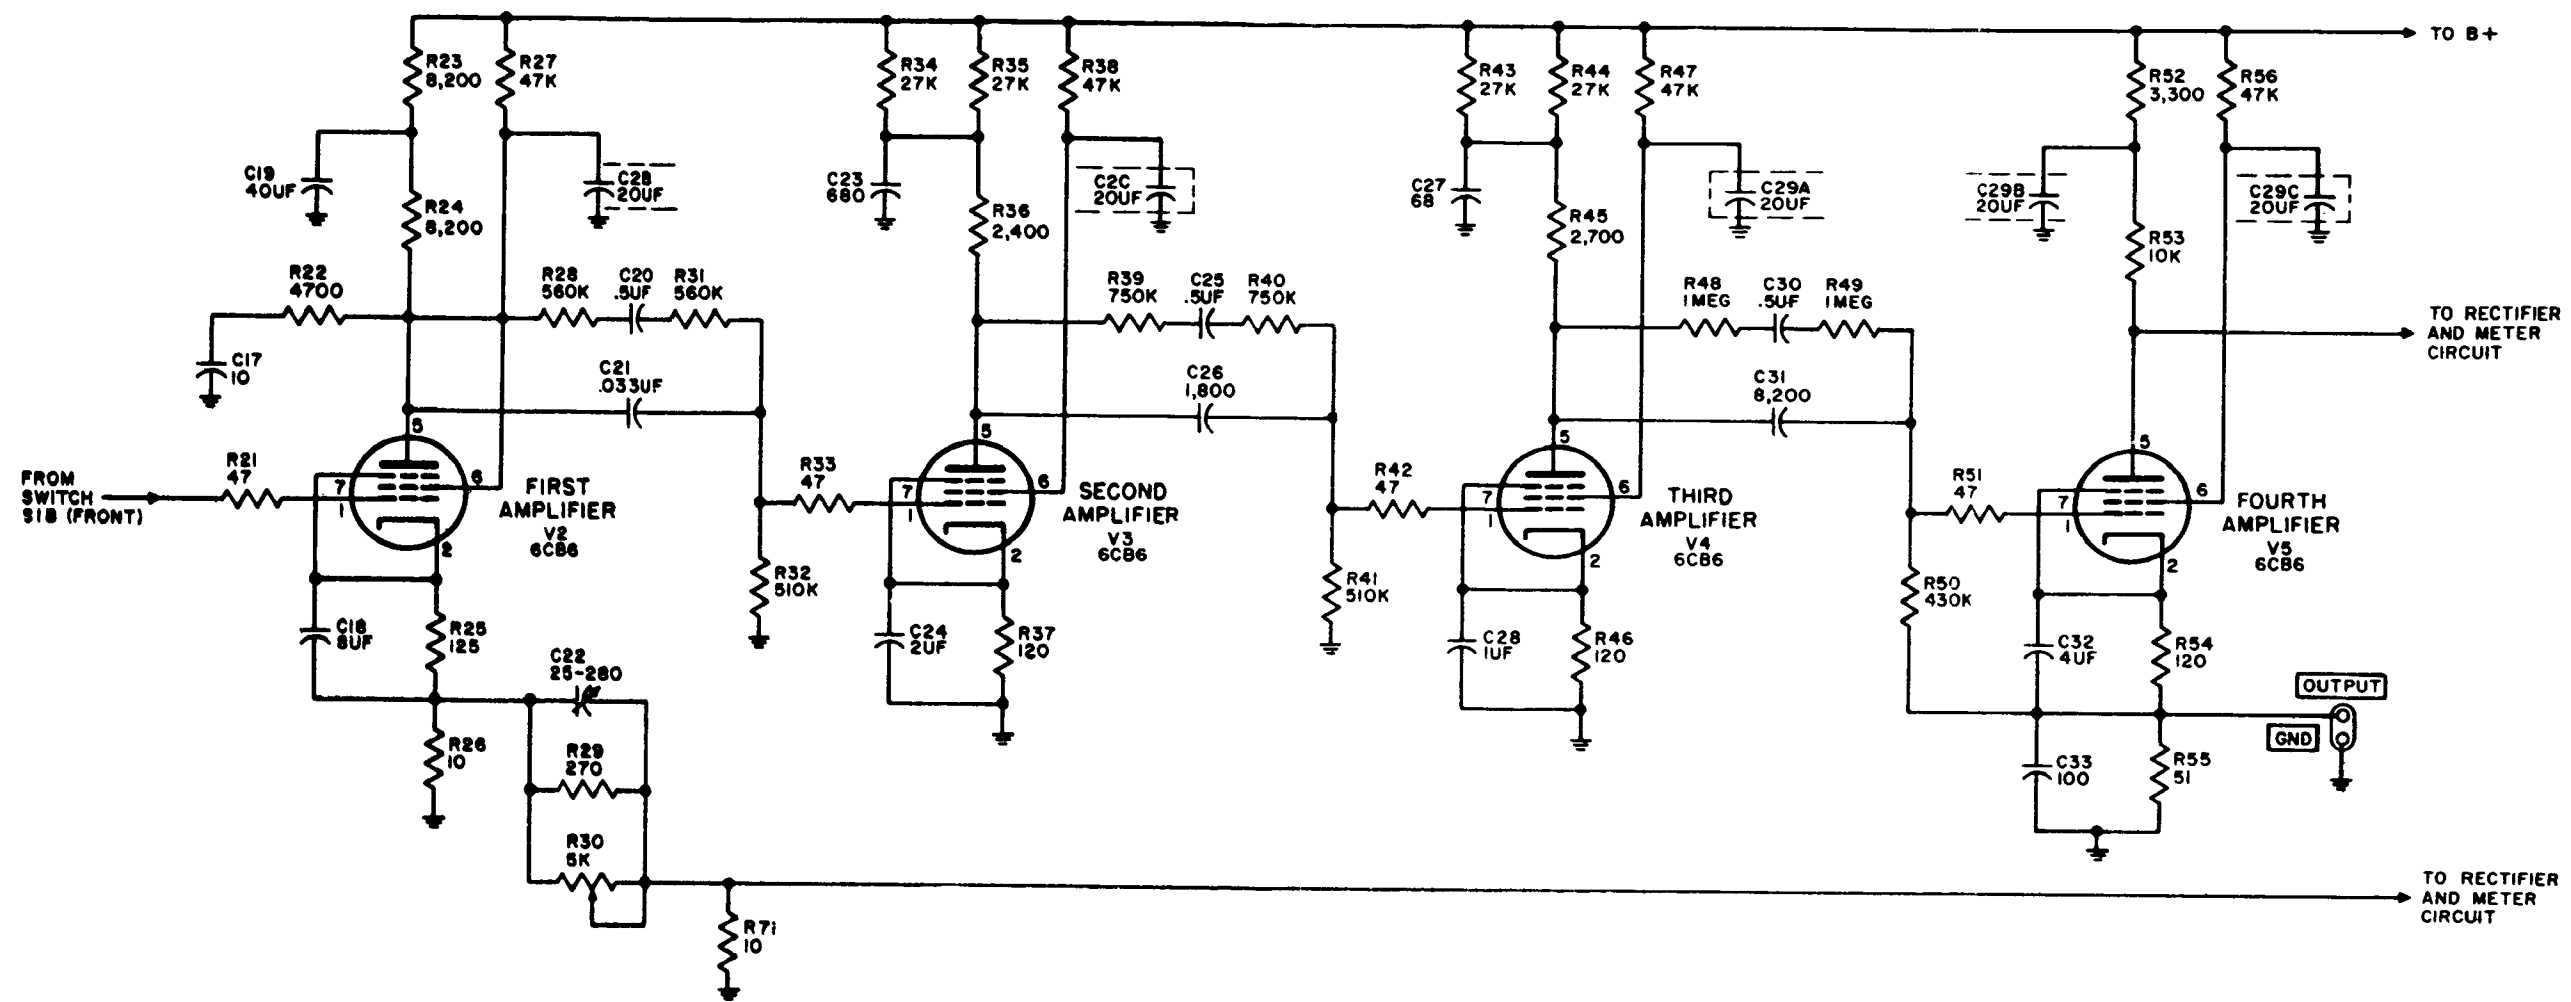 TO B+
R23
8,200
R27
47K
R34
27K
R35
27K
R38
47K
R43
27K
R44
27K
R47
47K
R52
3,300
R56
47K
C19
40UF
C2B
20UF
R24
8,200
C23
680
C2C
20UF
R36
2,400
C27
68
C29A
20UF
R45
2,700
C29B
20UF
C29C
20UF
R53
10K
R22
4700
R28
560K
C20
.5UF
R31
560K
R39
750K
C25
.5UF
R40
750K
R48
1MEG
C30
.5UF
R49
1MEG
TO RECTIFIER
AND METER
CIRCUIT
C17
10
C21
.033UF
C26
1,800
C31
8,200
FROM
SWITCH
S1B (FRONT)
R21
47
5
6
7
1
2
FIRST
AMPLIFIER
V2
6CB6
R33
47
5
6
7
1
2
SECOND
AMPLIFIER
V3
6CB6
R42
47
5
6
7
1
2
THIRD
AMPLIFIER
V4
6CB6
R51
47
5
6
7
1
2
FOURTH
AMPLIFIER
V5
6CB6
R32
510K
R41
510K
R50
430K
C18
8UF
R25
125
C24
2UF
R37
120
C28
1UF
R46
120
C32
4UF
R54
120
C22
25-280
OUTPUT
GND
R26
10
R29
270
C33
100
R55
51
R30
5K
R71
10
TO RECTIFIER
AND METER
CIRCUIT